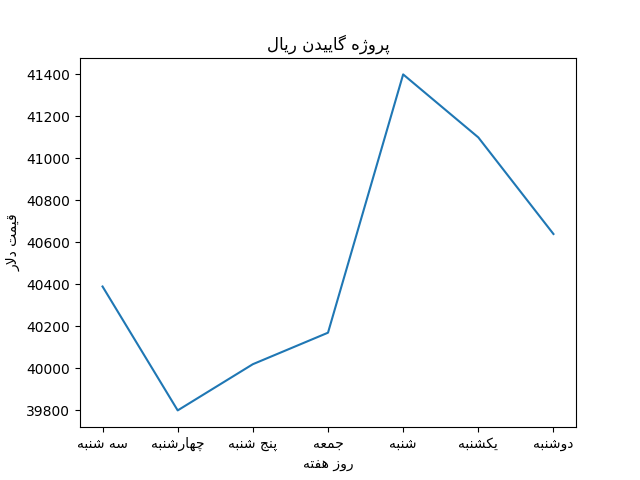 پروژه گاییدن ریال
41400
41200
41000
40800
40600
40400
40200
40000
39800
قیمت دلار
سه شنبه
چهارشنبه
پنج شنبه
جمعه
شنبه
یکشنبه
دوشنبه
روز هفته